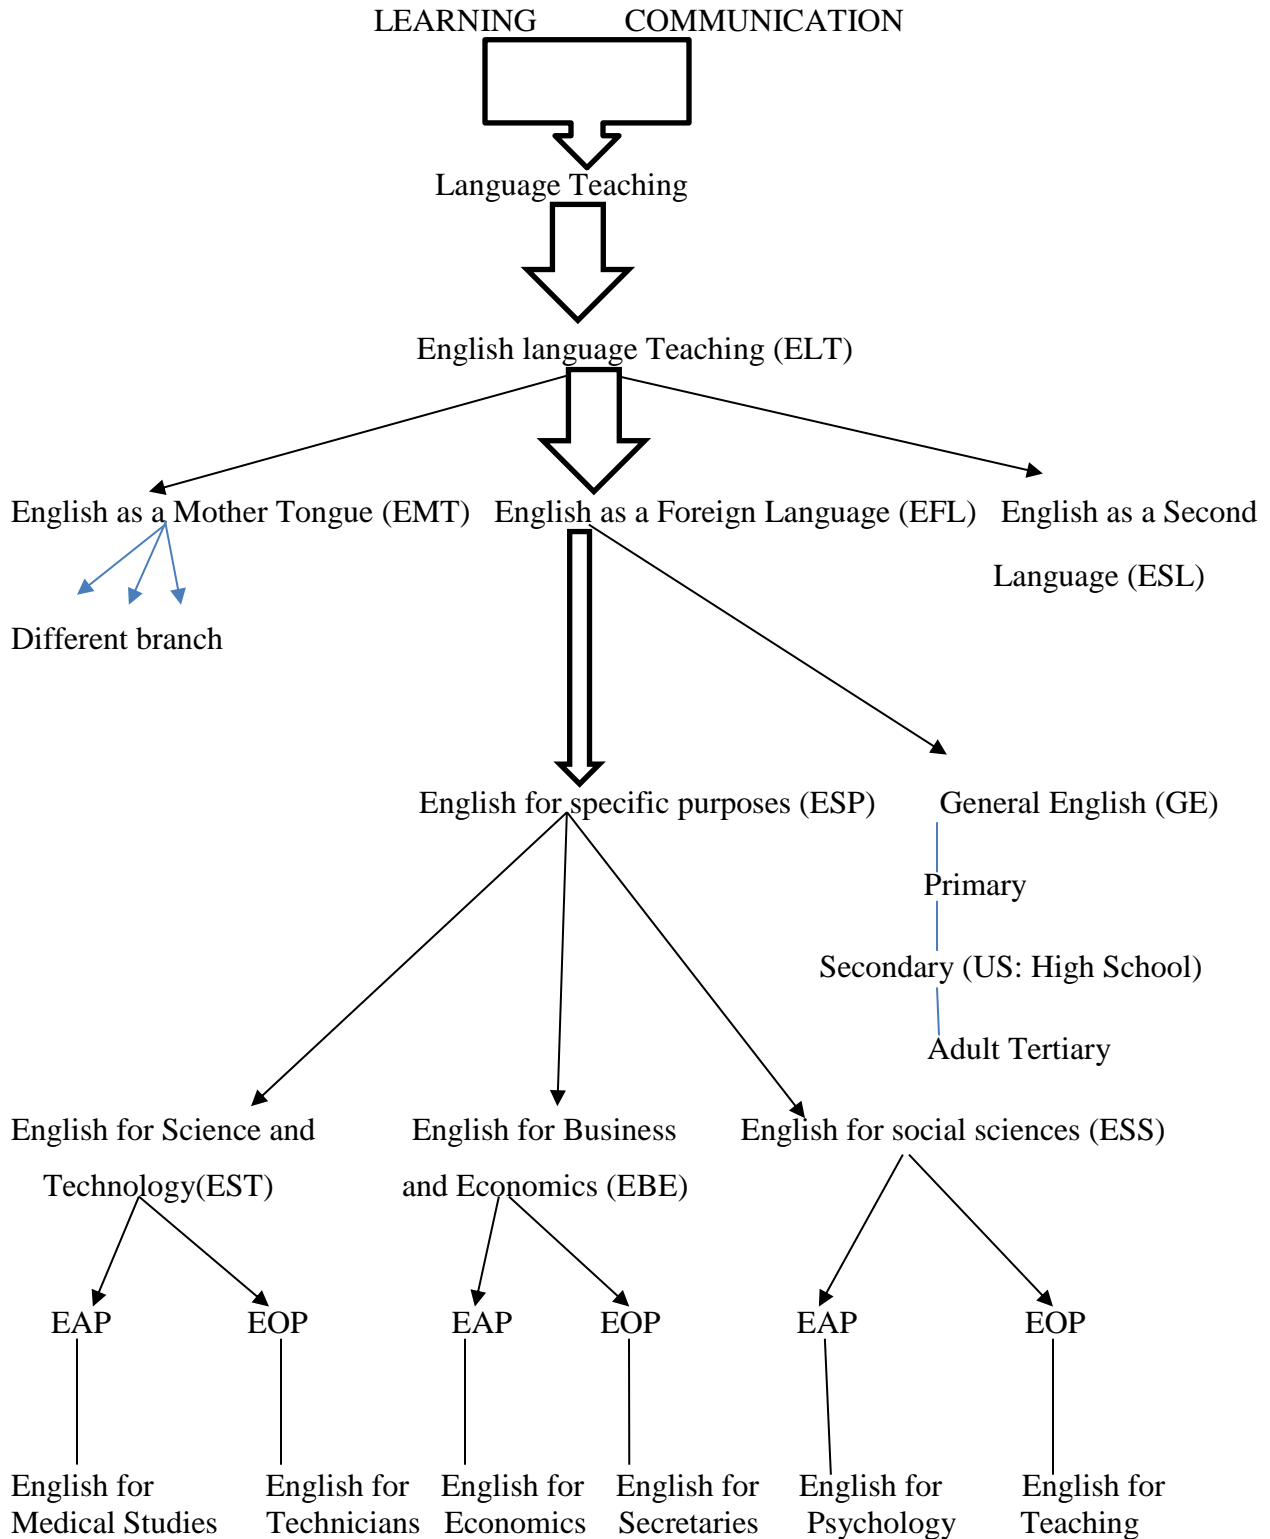 LEARNING COMMUNICATION
Language Teaching
English language Teaching (ELT)
English as a Mother Tongue (EMT) English as a Foreign Language (EFL) English as a Second
Language (ESL)
Different branch
English for specific purposes (ESP) General English (GE)
Primary
Secondary (US: High School)
Adult Tertiary
English for Science and English for Business English for social sciences (ESS)
Technology(EST) and Economics (EBE)
EAP EOP EAP EOP EAP EOP
English for English for English for English for English for English for
Medical Studies Technicians Economics Secretaries Psychology Teaching